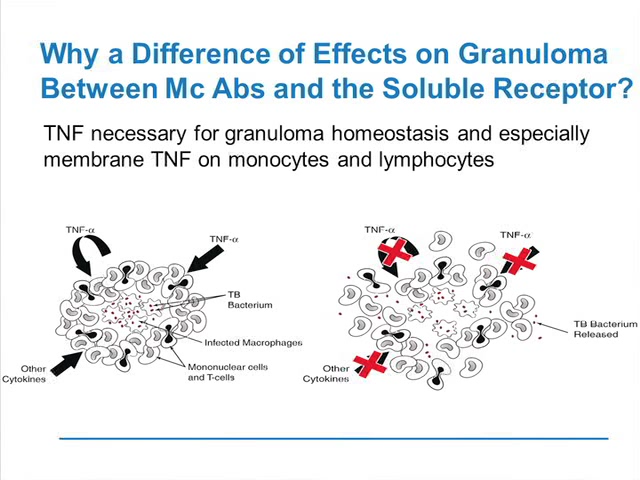 Why a Difference of Effects on Granuloma
Between Mc Abs and the Soluble Receptor?
TNF necessary for granuloma homeostasis and especially
membrane TNF on monocytes and lymphocytes
TNF-α
TNF-α
TB
Bacterium
Infected Macrophages
Mononuclear cells
and T-cells
Other
Cytokines
TNF-α
TNF-α
TB Bacterium
Released
Other
Cytokines